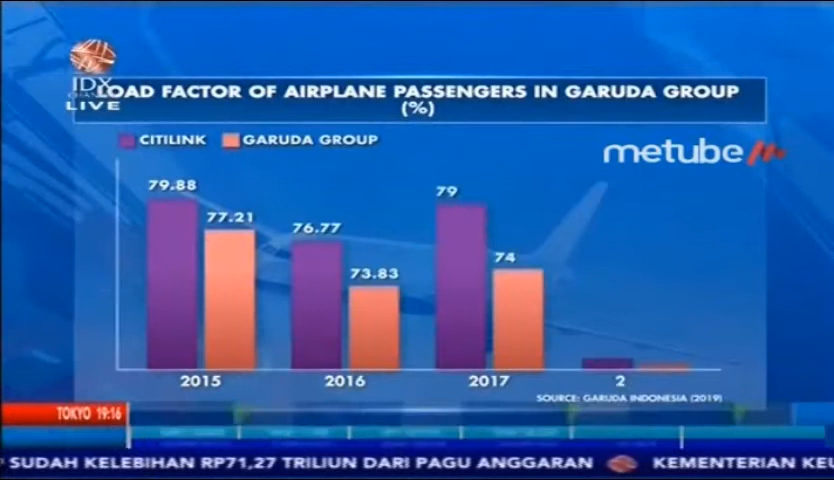 IDX
CHANNEL
LIVE
LOAD FACTOR OF AIRPLANE PASSENGERS IN GARUDA GROUP
(%)
CITILINK GARUDA GROUP
metube
79.88
77.21
76.77
73.83
79
74
2015 2016 2017 2
SOURCE: GARUDA INDONESIA (2019)
TOKYO 19:16
SUDAH KELEBIHAN RP71,27 TRILIUN DARI PAGU ANGGARAN KEMENTERIAN KEU